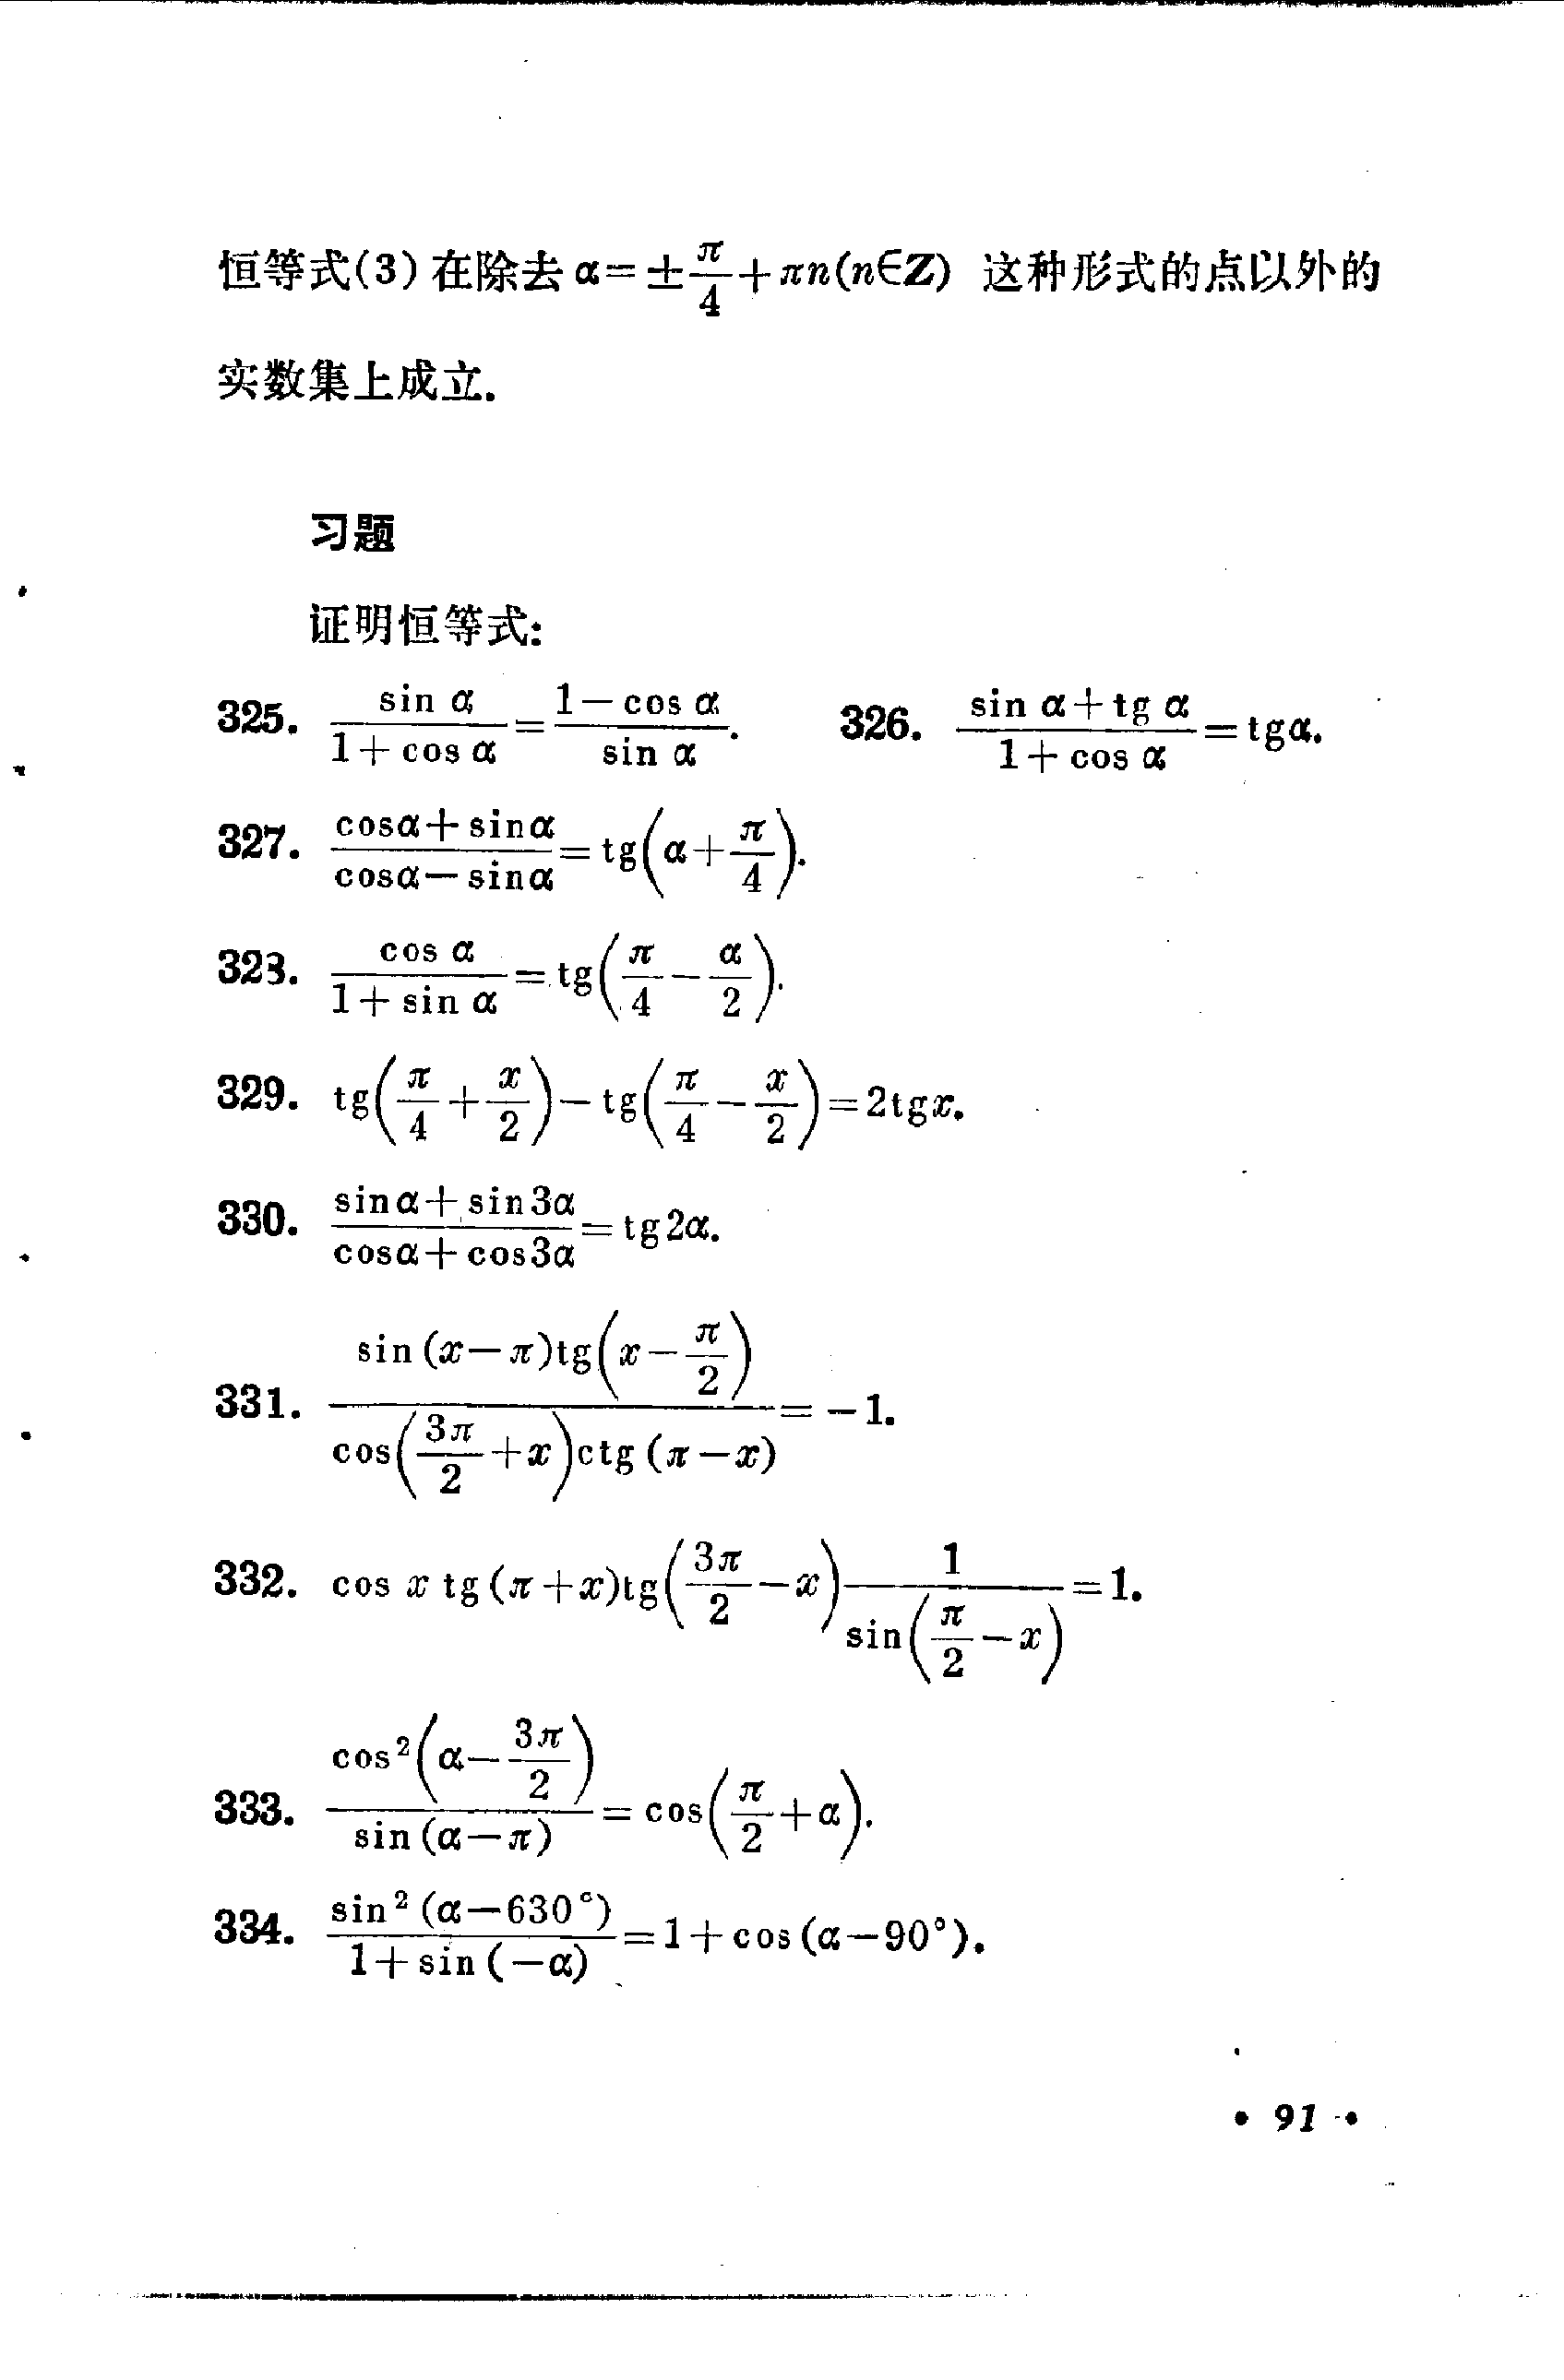 恒等式(3)在除去 α=±π/4+πn(n∈Z) 这种形式的点以外的
实数集上成立.
习题
证明恒等式:
325. sin α/(1+cos α)=(1-cos α)/sin α. 326. (sin α+tg α)/(1+cos α)=tgα.
327. (cosα+sinα)/(cosα-sinα)=tg(α+π/4).
328. cos α/(1+sin α)=tg(π/4-α/2).
329. tg(π/4+x/2)-tg(π/4-x/2)=2tgx.
330. (sinα+sin3α)/(cosα+cos3α)=tg2α.
331. sin(x-π)tg(x-π/2)/(cos(3π/2+x)ctg(π-x))=-1.
332. cos x tg(π+x)tg(3π/2-x) 1/sin(π/2-x)=1.
333. cos²(α-3π/2)/sin(α-π)=cos(π/2+α).
334. sin²(α-630°)/(1+sin(-α))=1+cos(α-90°).
• 91 •